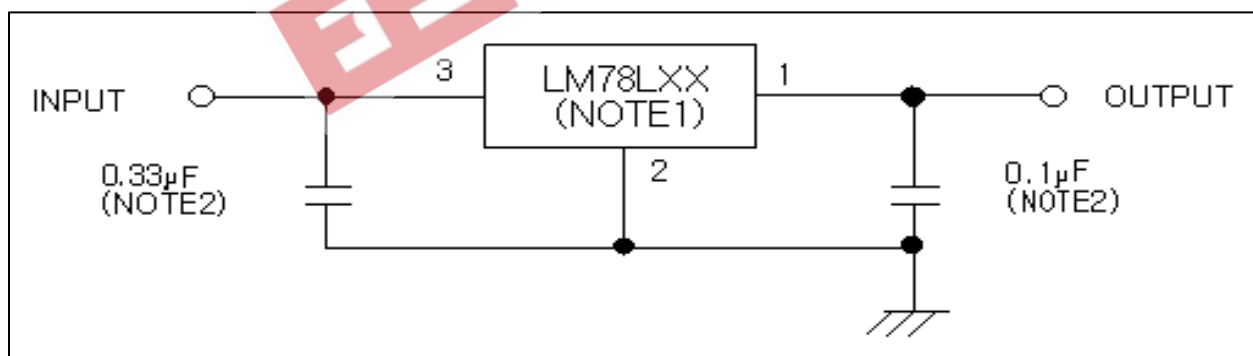 INPUT
3
LM78LXX
(NOTE1)
1
OUTPUT
2
0.33µF
(NOTE2)
0.1µF
(NOTE2)